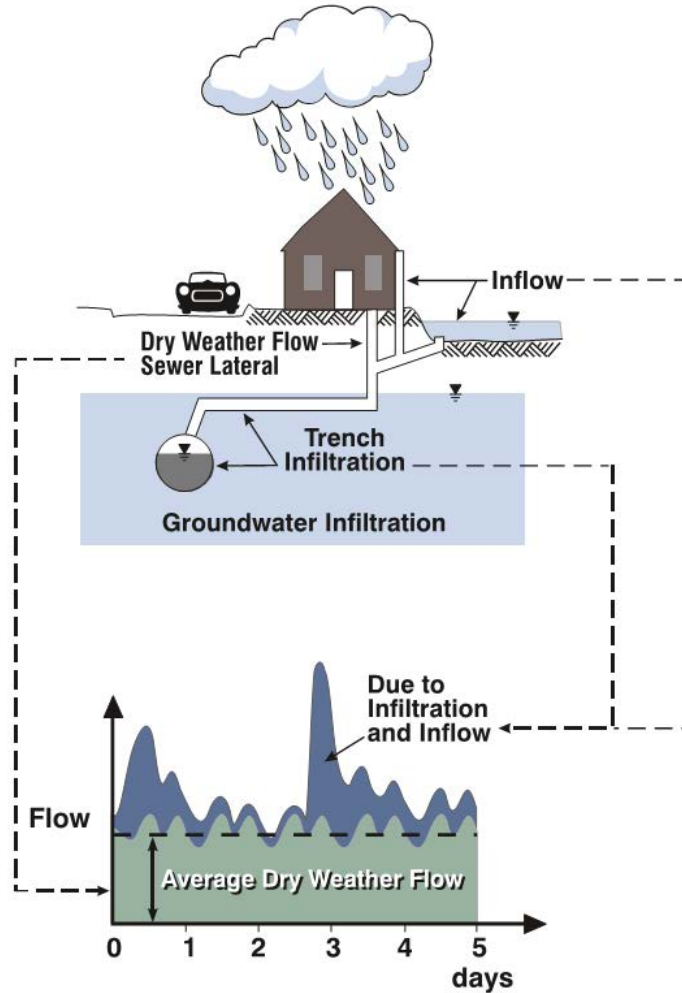 Inflow
Dry Weather Flow
Sewer Lateral
Trench
Infiltration
Groundwater Infiltration
Due to
Infiltration
and Inflow
Flow
Average Dry Weather Flow
0 1 2 3 4 5
days